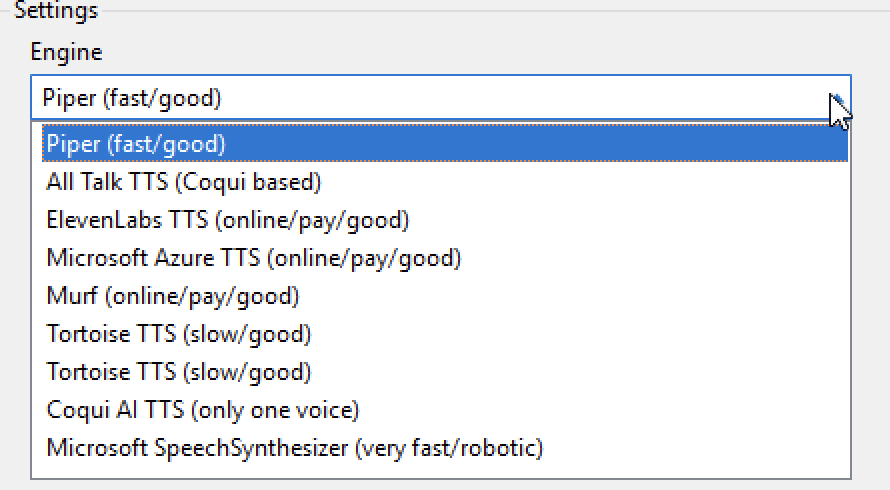 Settings
Engine
Piper (fast/good)
Piper (fast/good)
All Talk TTS (Coqui based)
ElevenLabs TTS (online/pay/good)
Microsoft Azure TTS (online/pay/good)
Murf (online/pay/good)
Tortoise TTS (slow/good)
Tortoise TTS (slow/good)
Coqui AI TTS (only one voice)
Microsoft SpeechSynthesizer (very fast/robotic)